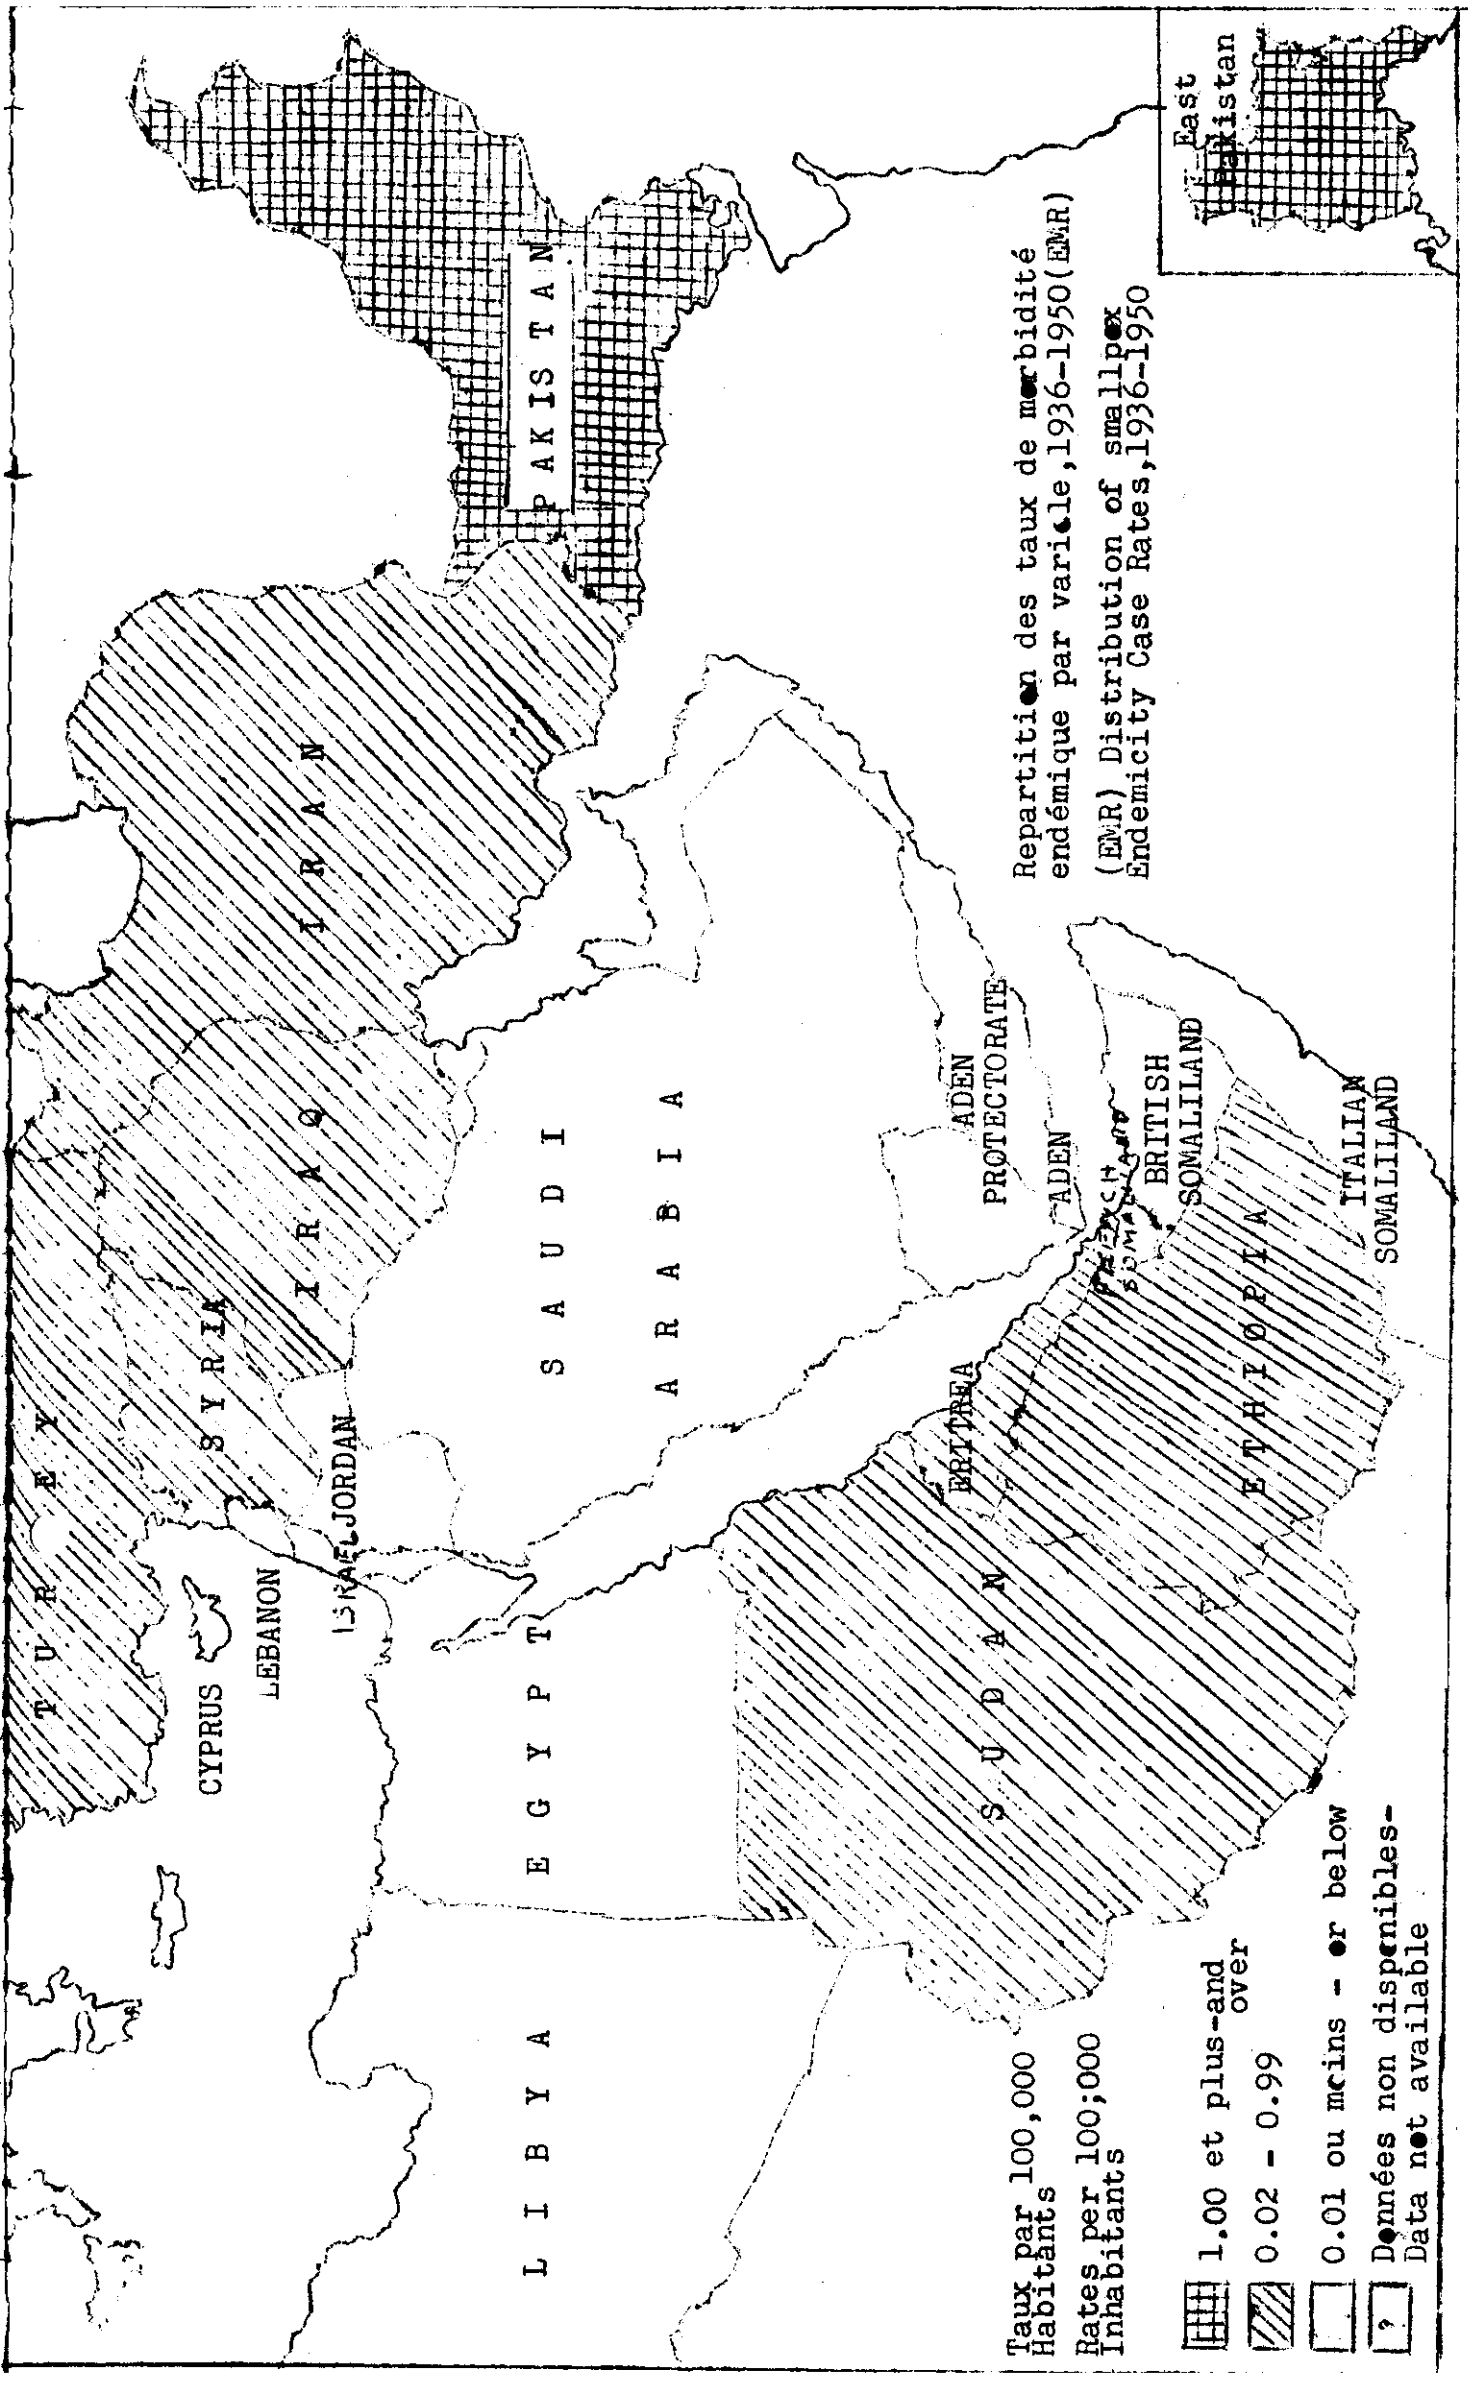 East
Pakistan
PAKISTAN
IRAN
TURKEY
SYRIA
IRAQ
CYPRUS
LEBANON
ISRAEL
JORDAN
SAUDI
ARABIA
EGYPT
LIBYA
ADEN
PROTECTORATE
ADEN
FRENCH
SOMALILAND
BRITISH
SOMALILAND
ITALIAN
SOMALILAND
ERITREA
ETHIOPIA
SUDAN
Repartition des taux de morbidité
endémique par variole,1936-1950(EMR)
(EMR) Distribution of smallpox
Endemicity Case Rates,1936-1950
Taux par 100,000
Habitants
Rates per 100;000
Inhabitants
1.00 et plus-and
over
0.02 - 0.99
0.01 ou moins - or below
?
Données non disponibles-
Data not available